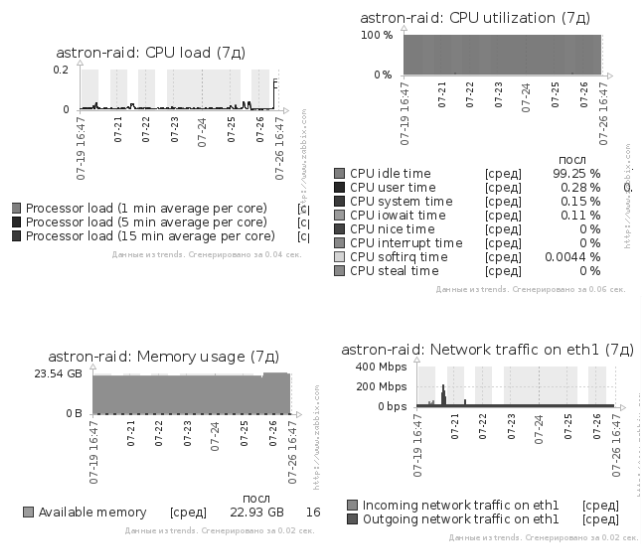 astron-raid: CPU load (7д)
0.2
0
07-19 16:47
07-21
07-22
07-23
07-24
07-25
07-26
07-26 16:47
http://www.zabbix.com
Processor load (1 min average per core)
Processor load (5 min average per core)
Processor load (15 min average per core)
Данные из trends. Сгенерировано за 0.04 сек.
astron-raid: CPU utilization (7д)
100 %
0 %
07-19 16:47
07-21
07-22
07-23
07-24
07-25
07-26
07-26 16:47
посл
CPU idle time [сред] 99.25 %
CPU user time [сред] 0.28 % 0.
CPU system time [сред] 0.15 %
CPU iowait time [сред] 0.11 %
CPU nice time [сред] 0 %
CPU interrupt time [сред] 0 %
CPU softirq time [сред] 0.0044 %
CPU steal time [сред] 0 %
Данные из trends. Сгенерировано за 0.06 сек.
astron-raid: Memory usage (7д)
23.54 GB
0 B
07-19 16:47
07-21
07-22
07-23
07-24
07-25
07-26
07-26 16:47
http://www.zabbix.com
посл
Available memory [сред] 22.93 GB 16
Данные из trends. Сгенерировано за 0.02 сек.
astron-raid: Network traffic on eth1 (7д)
400 Mbps
200 Mbps
0 bps
07-19 16:47
07-21
07-22
07-23
07-24
07-25
07-26
07-26 16:47
Incoming network traffic on eth1 [сред]
Outgoing network traffic on eth1 [сред]
Данные из trends. Сгенерировано за 0.02 сек.